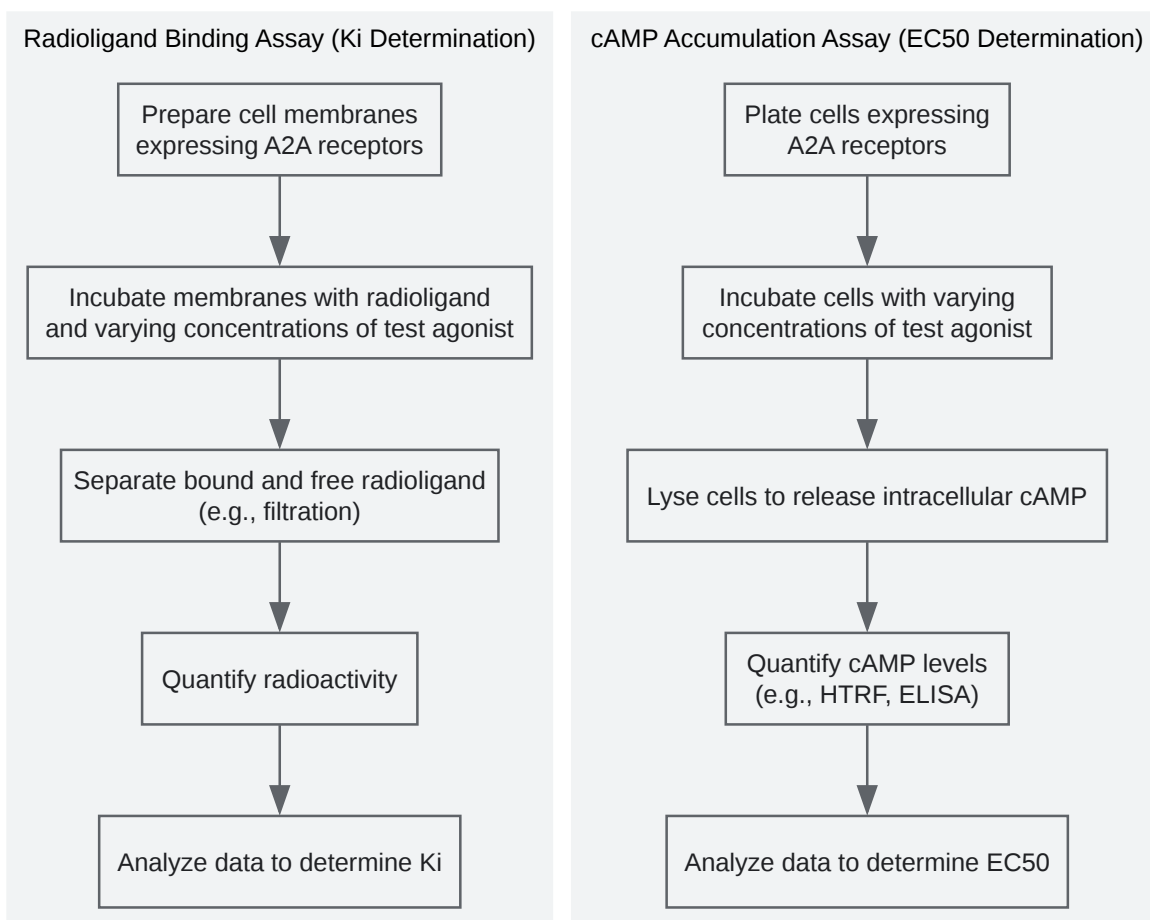 Radioligand Binding Assay (Ki Determination)
Prepare cell membranes
expressing A2A receptors
Incubate membranes with radioligand
and varying concentrations of test agonist
Separate bound and free radioligand
(e.g., filtration)
Quantify radioactivity
Analyze data to determine Ki
cAMP Accumulation Assay (EC50 Determination)
Plate cells expressing
A2A receptors
Incubate cells with varying
concentrations of test agonist
Lyse cells to release intracellular cAMP
Quantify cAMP levels
(e.g., HTRF, ELISA)
Analyze data to determine EC50